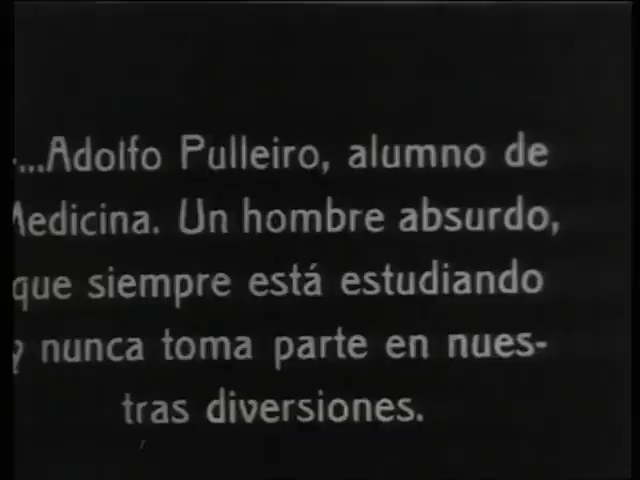 -...Adolfo Pulleiro, alumno de
Medicina. Un hombre absurdo,
que siempre está estudiando
y nunca toma parte en nues-
tras diversiones.